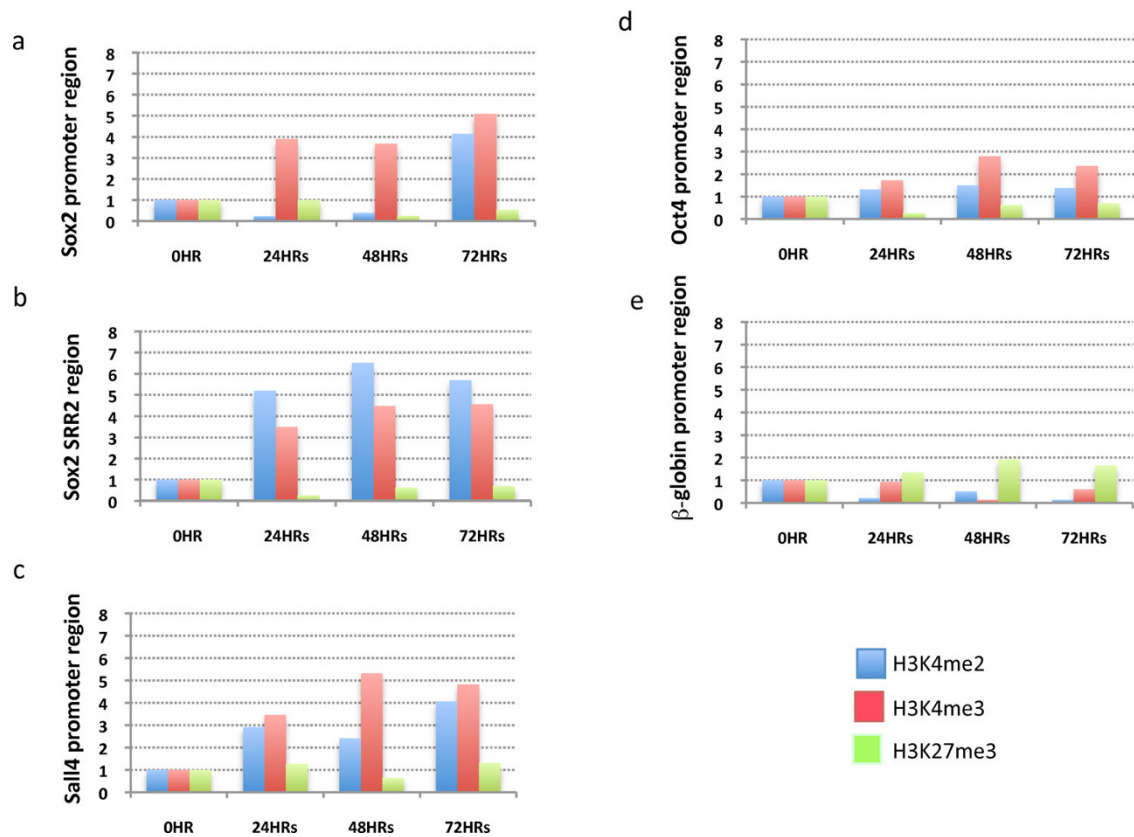 a
Sox2 promoter region
8
7
6
5
4
3
2
1
0
0HR 24HRs 48HRs 72HRs
b
Sox2 SRR2 region
8
7
6
5
4
3
2
1
0
0HR 24HRs 48HRs 72HRs
c
Sall4 promoter region
8
7
6
5
4
3
2
1
0
0HR 24HRs 48HRs 72HRs
d
Oct4 promoter region
8
7
6
5
4
3
2
1
0
0HR 24HRs 48HRs 72HRs
e
β-globin promoter region
8
7
6
5
4
3
2
1
0
0HR 24HRs 48HRs 72HRs
H3K4me2
H3K4me3
H3K27me3